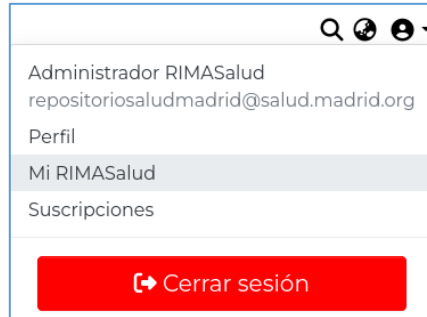 Administrador RIMASalud
repositoriosaludmadrid@salud.madrid.org
Perfil
Mi RIMASalud
Suscripciones
Cerrar sesión